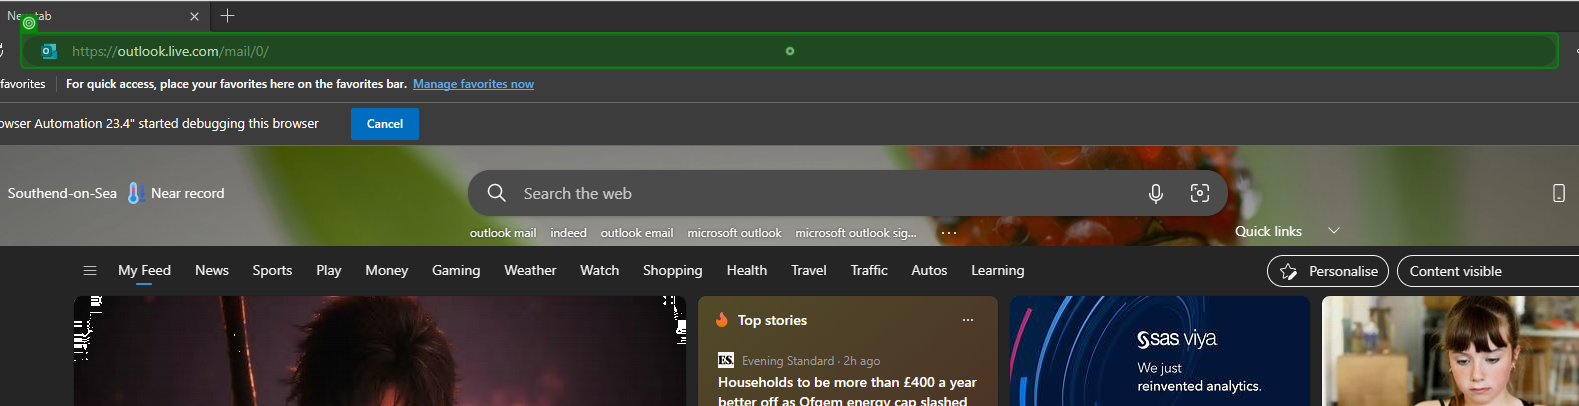 New tab
https://outlook.live.com/mail/0/
favorites For quick access, place your favorites here on the favorites bar. Manage favorites now
owser Automation 23.4" started debugging this browser Cancel
Southend-on-Sea Near record Search the web
outlook mail indeed outlook email microsoft outlook microsoft outlook sig... Quick links
My Feed News Sports Play Money Gaming Weather Watch Shopping Health Travel Traffic Autos Learning Personalise Content visible
Top stories
ES. Evening Standard · 2h ago
Households to be more than £400 a year
better off as Ofgem energy cap slashed
sas viya
We just
reinvented analytics.